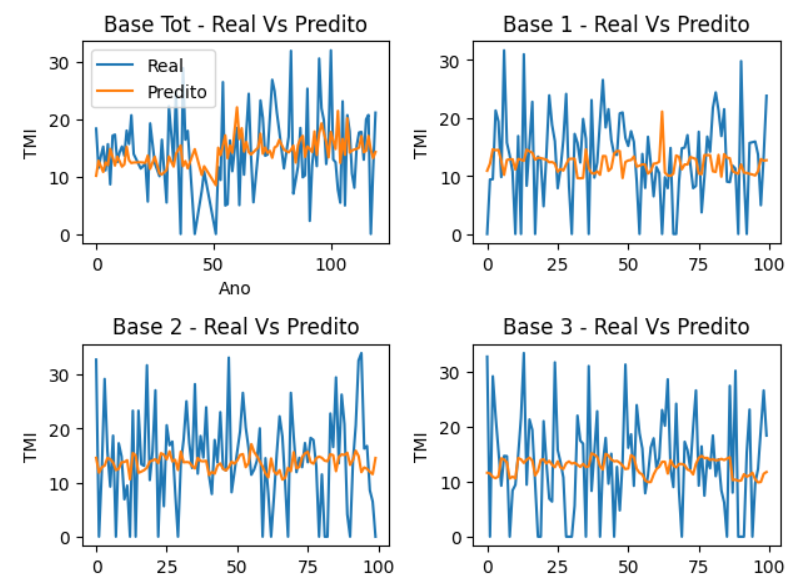 Base Tot - Real Vs Predito
Base 1 - Real Vs Predito
Real
Predito
TMI
TMI
30
20
10
0
30
20
10
0
0 50 100
0 25 50 75 100
Ano
Base 2 - Real Vs Predito
Base 3 - Real Vs Predito
TMI
TMI
30
20
10
0
30
20
10
0
0 25 50 75 100
0 25 50 75 100